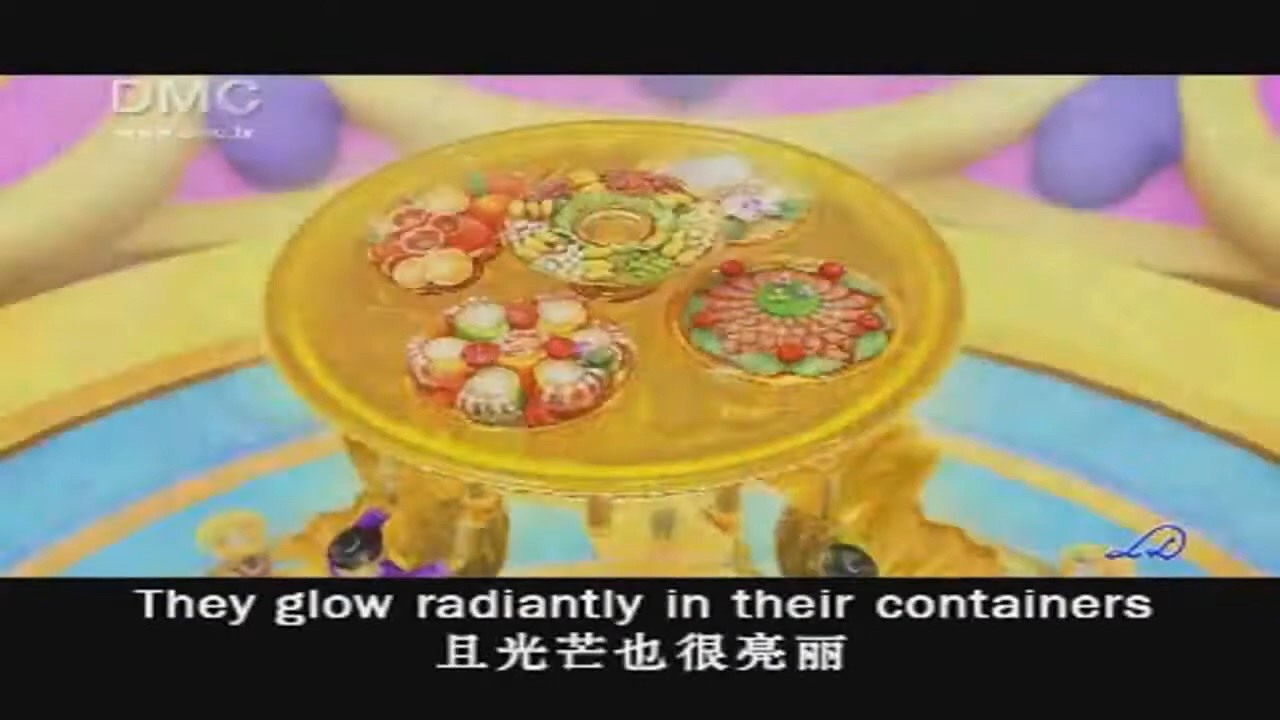 DMC
They glow radiantly in their containers
且光芒也很亮丽